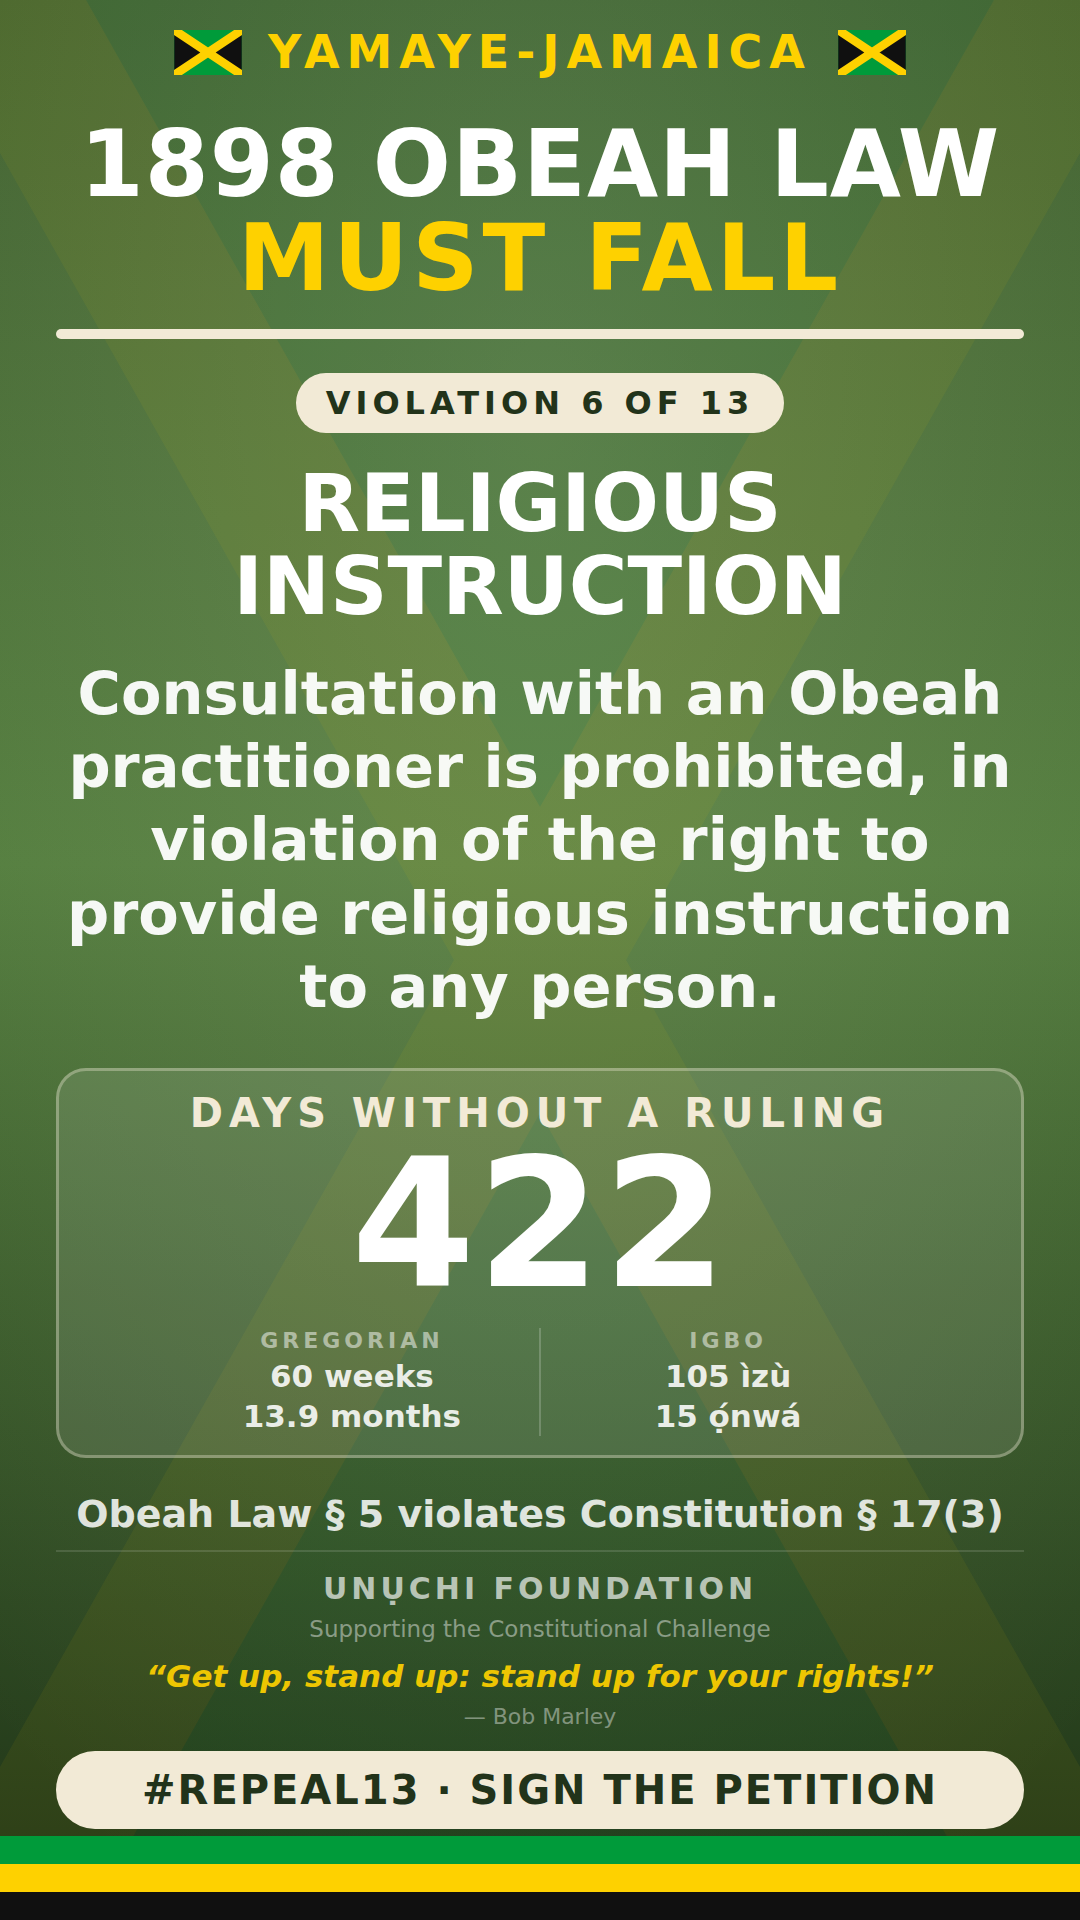 YAMAYE-JAMAICA
1898 OBEAH LAW
MUST FALL
VIOLATION 6 OF 13
RELIGIOUS
INSTRUCTION
Consultation with an Obeah
practitioner is prohibited, in
violation of the right to
provide religious instruction
to any person.
DAYS WITHOUT A RULING
422
GREGORIAN
60 weeks
13.9 months
IGBO
105 ìzù
15 ọ́nwá
Obeah Law § 5 violates Constitution § 17(3)
UNỤCHI FOUNDATION
Supporting the Constitutional Challenge
“Get up, stand up: stand up for your rights!”
— Bob Marley
#REPEAL13 · SIGN THE PETITION